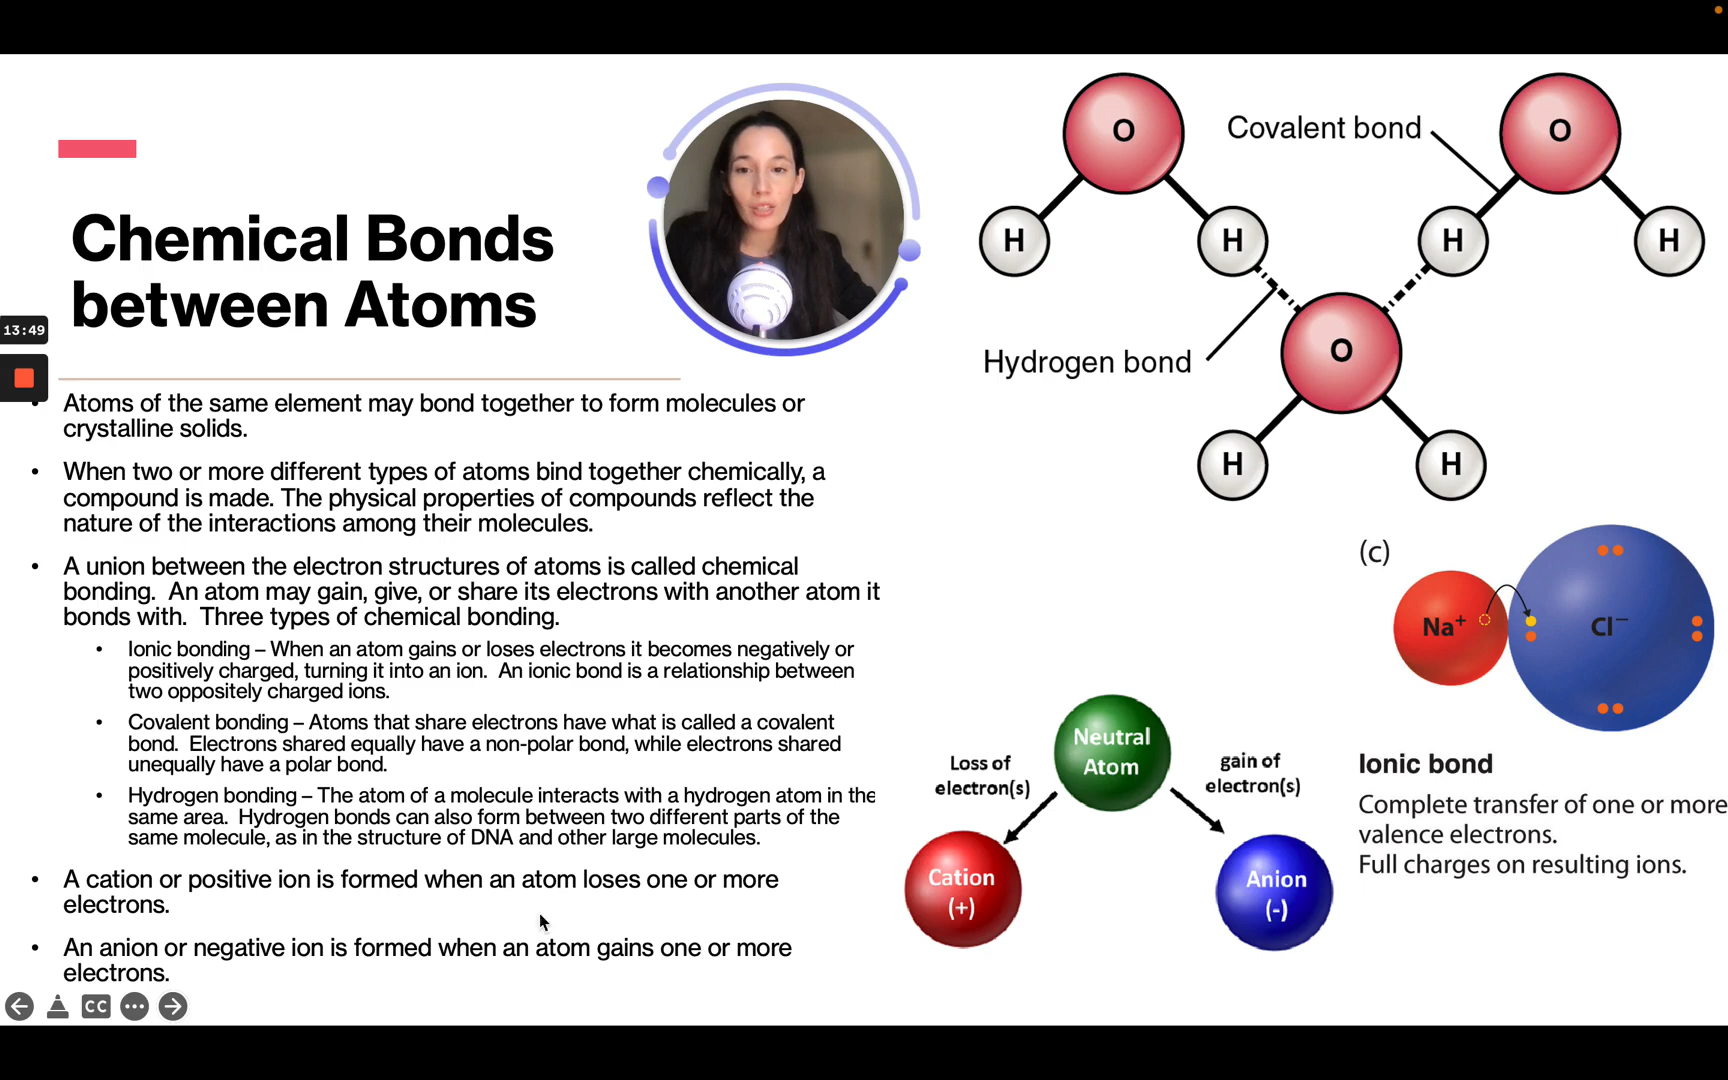 Chemical Bonds
between Atoms
13:49
• Atoms of the same element may bond together to form molecules or
crystalline solids.
• When two or more different types of atoms bind together chemically, a
compound is made. The physical properties of compounds reflect the
nature of the interactions among their molecules.
• A union between the electron structures of atoms is called chemical
bonding. An atom may gain, give, or share its electrons with another atom it
bonds with. Three types of chemical bonding.
• Ionic bonding – When an atom gains or loses electrons it becomes negatively or
positively charged, turning it into an ion. An ionic bond is a relationship between
two oppositely charged ions.
• Covalent bonding – Atoms that share electrons have what is called a covalent
bond. Electrons shared equally have a non-polar bond, while electrons shared
unequally have a polar bond.
• Hydrogen bonding – The atom of a molecule interacts with a hydrogen atom in the
same area. Hydrogen bonds can also form between two different parts of the
same molecule, as in the structure of DNA and other large molecules.
• A cation or positive ion is formed when an atom loses one or more
electrons.
• An anion or negative ion is formed when an atom gains one or more
electrons.
CC
O
Covalent bond
O
H
H
H
H
Hydrogen bond
O
H
H
(c)
Na⁺
Cl⁻
Ionic bond
Complete transfer of one or more
valence electrons.
Full charges on resulting ions.
Neutral
Atom
Loss of
electron(s)
gain of
electron(s)
Cation
(+)
Anion
(-)